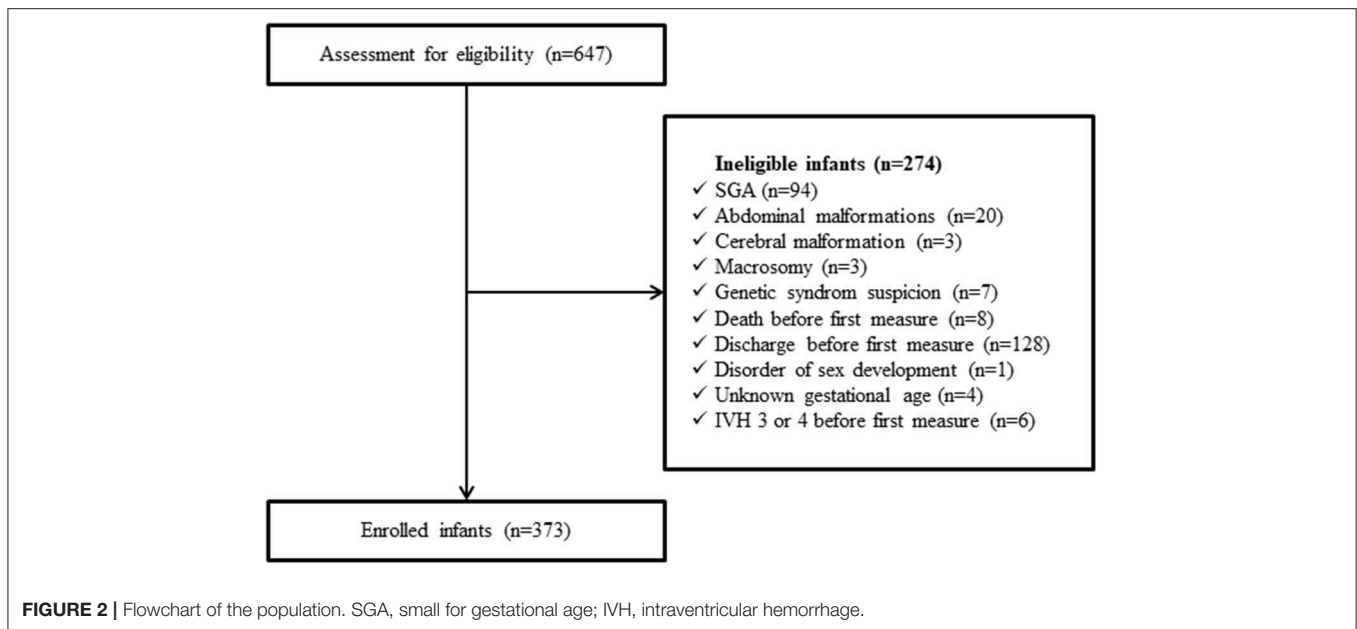 Assessment for eligibility (n=647)
Ineligible infants (n=274)
✓ SGA (n=94)
✓ Abdominal malformations (n=20)
✓ Cerebral malformation (n=3)
✓ Macrosomy (n=3)
✓ Genetic syndrom suspicion (n=7)
✓ Death before first measure (n=8)
✓ Discharge before first measure (n=128)
✓ Disorder of sex development (n=1)
✓ Unknown gestational age (n=4)
✓ IVH 3 or 4 before first measure (n=6)
Enrolled infants (n=373)
FIGURE 2 | Flowchart of the population. SGA, small for gestational age; IVH, intraventricular hemorrhage.